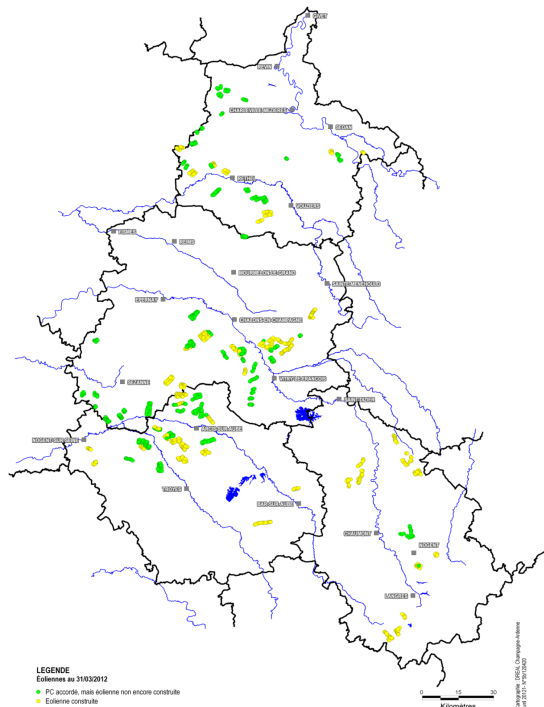 GIVET
REVIN
CHARLEVILLE-MEZIERES
SEDAN
RETHEL
VOUZIERS
FISMES
REIMS
MOURMELON-LE-GRAND
SAINTE-MENEHOULD
EPERNAY
CHALONS-EN-CHAMPAGNE
SEZANNE
VITRY-LE-FRANCOIS
SAINT-DIZIER
ARCIS-SUR-AUBE
NOGENT-SUR-SEINE
TROYES
BAR-SUR-AUBE
CHAUMONT
NOGENT
LANGRES
LEGENDE
Éoliennes au 31/03/2012
PC accordé, mais éolienne non encore construite
Eolienne construite
0 15 30
Kilomètres
Cartographie : DREAL Champagne-Ardenne